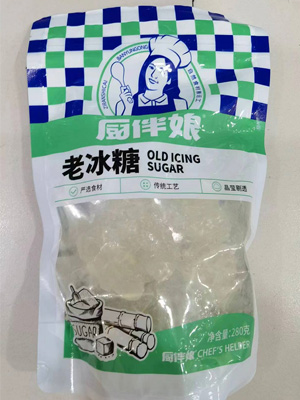 厨伴娘
老冰糖
OLD ICING
SUGAR
严选食材
传统工艺
晶莹剔透
SUGAR
净含量:280克
厨伴娘 CHEF'S HELPER